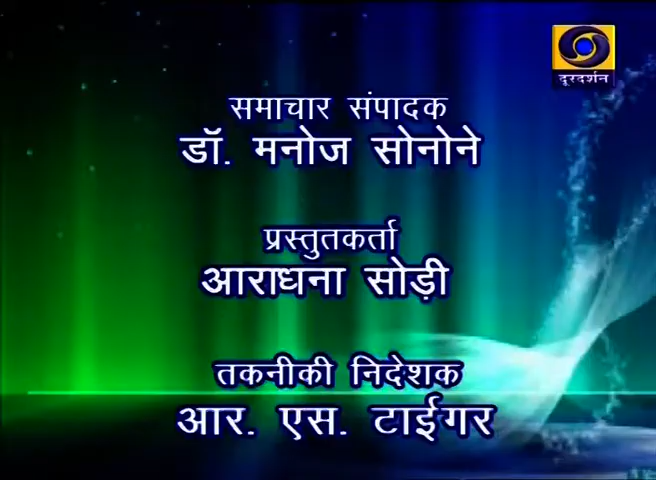 दूरदर्शन
समाचार संपादक
डॉ. मनोज सोनोने
प्रस्तुतकर्ता
आराधना सोड़ी
तकनीकी निदेशक
आर. एस. टाईगर